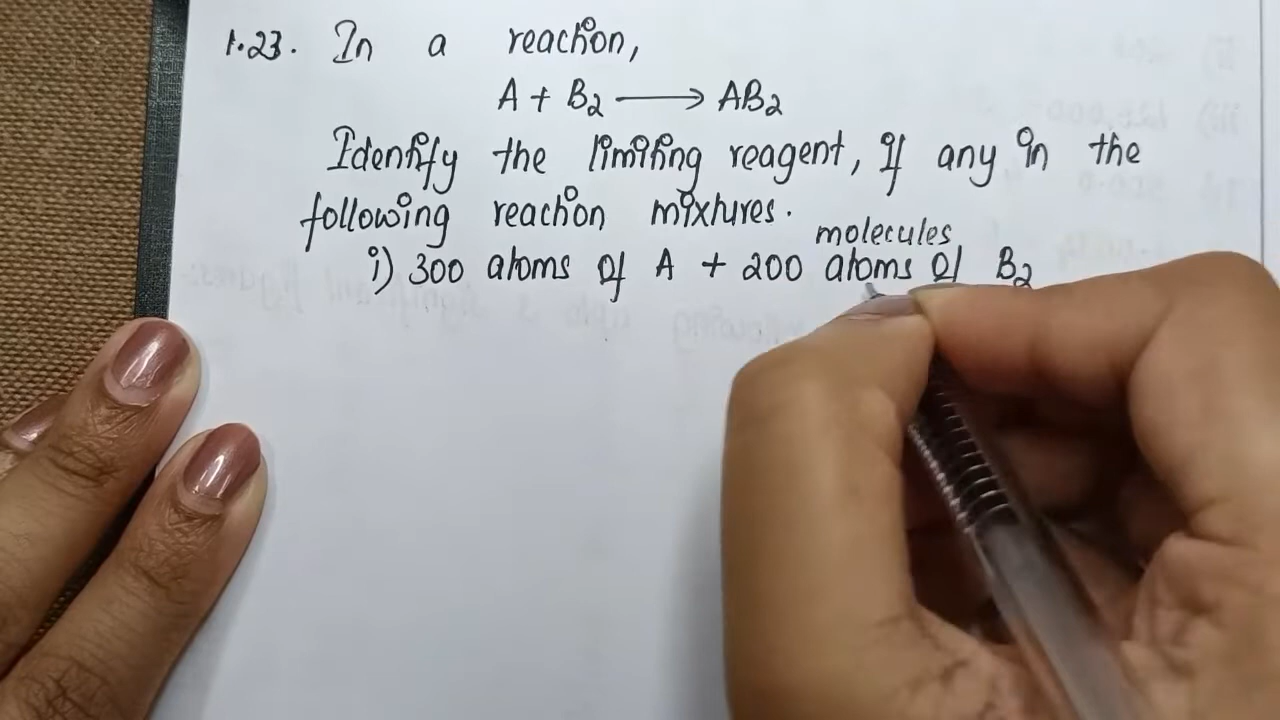 1.23. In a reaction,
A + B₂ ⟶ AB₂
Identify the limiting reagent, if any in the
following reaction mixtures.
molecules
i) 300 atoms of A + 200 atoms of B₂